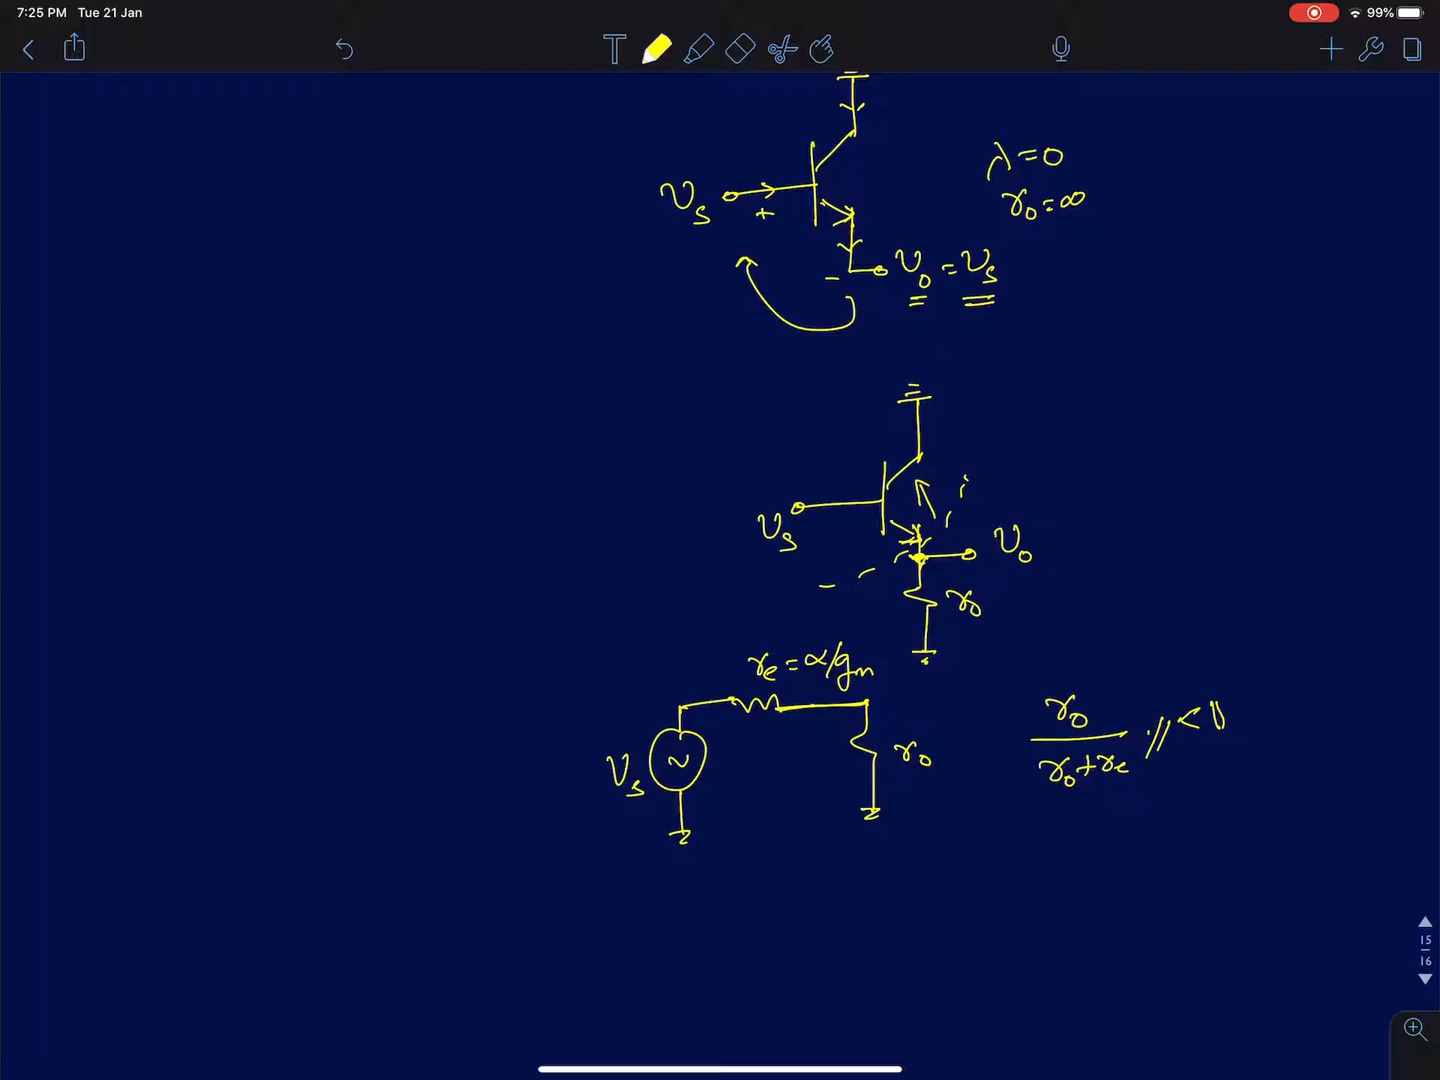 7:25 PM Tue 21 Jan
99%
λ=0
r₀=∞
Vs
+
-
V₀=Vs
Vs
i
V₀
r₀
re=α/gm
Vs
~
r₀
r₀
r₀+re
<1
15
16